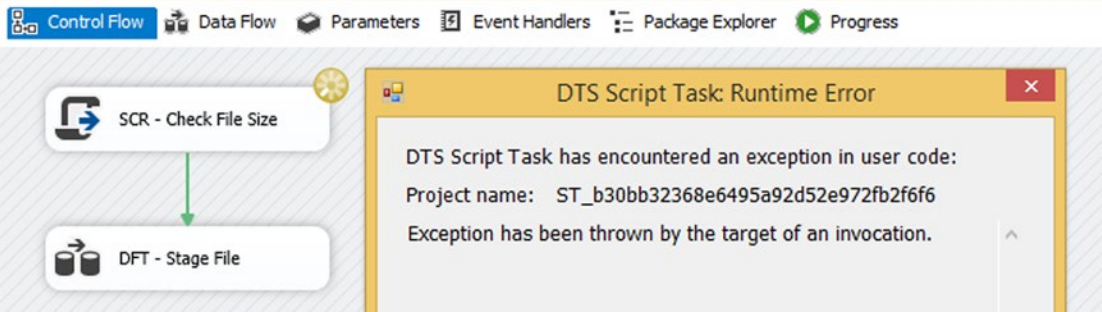 Control Flow Data Flow Parameters Event Handlers Package Explorer Progress
SCR - Check File Size
DFT - Stage File
DTS Script Task: Runtime Error
DTS Script Task has encountered an exception in user code:
Project name: ST_b30bb32368e6495a92d52e972fb2f6f6
Exception has been thrown by the target of an invocation.